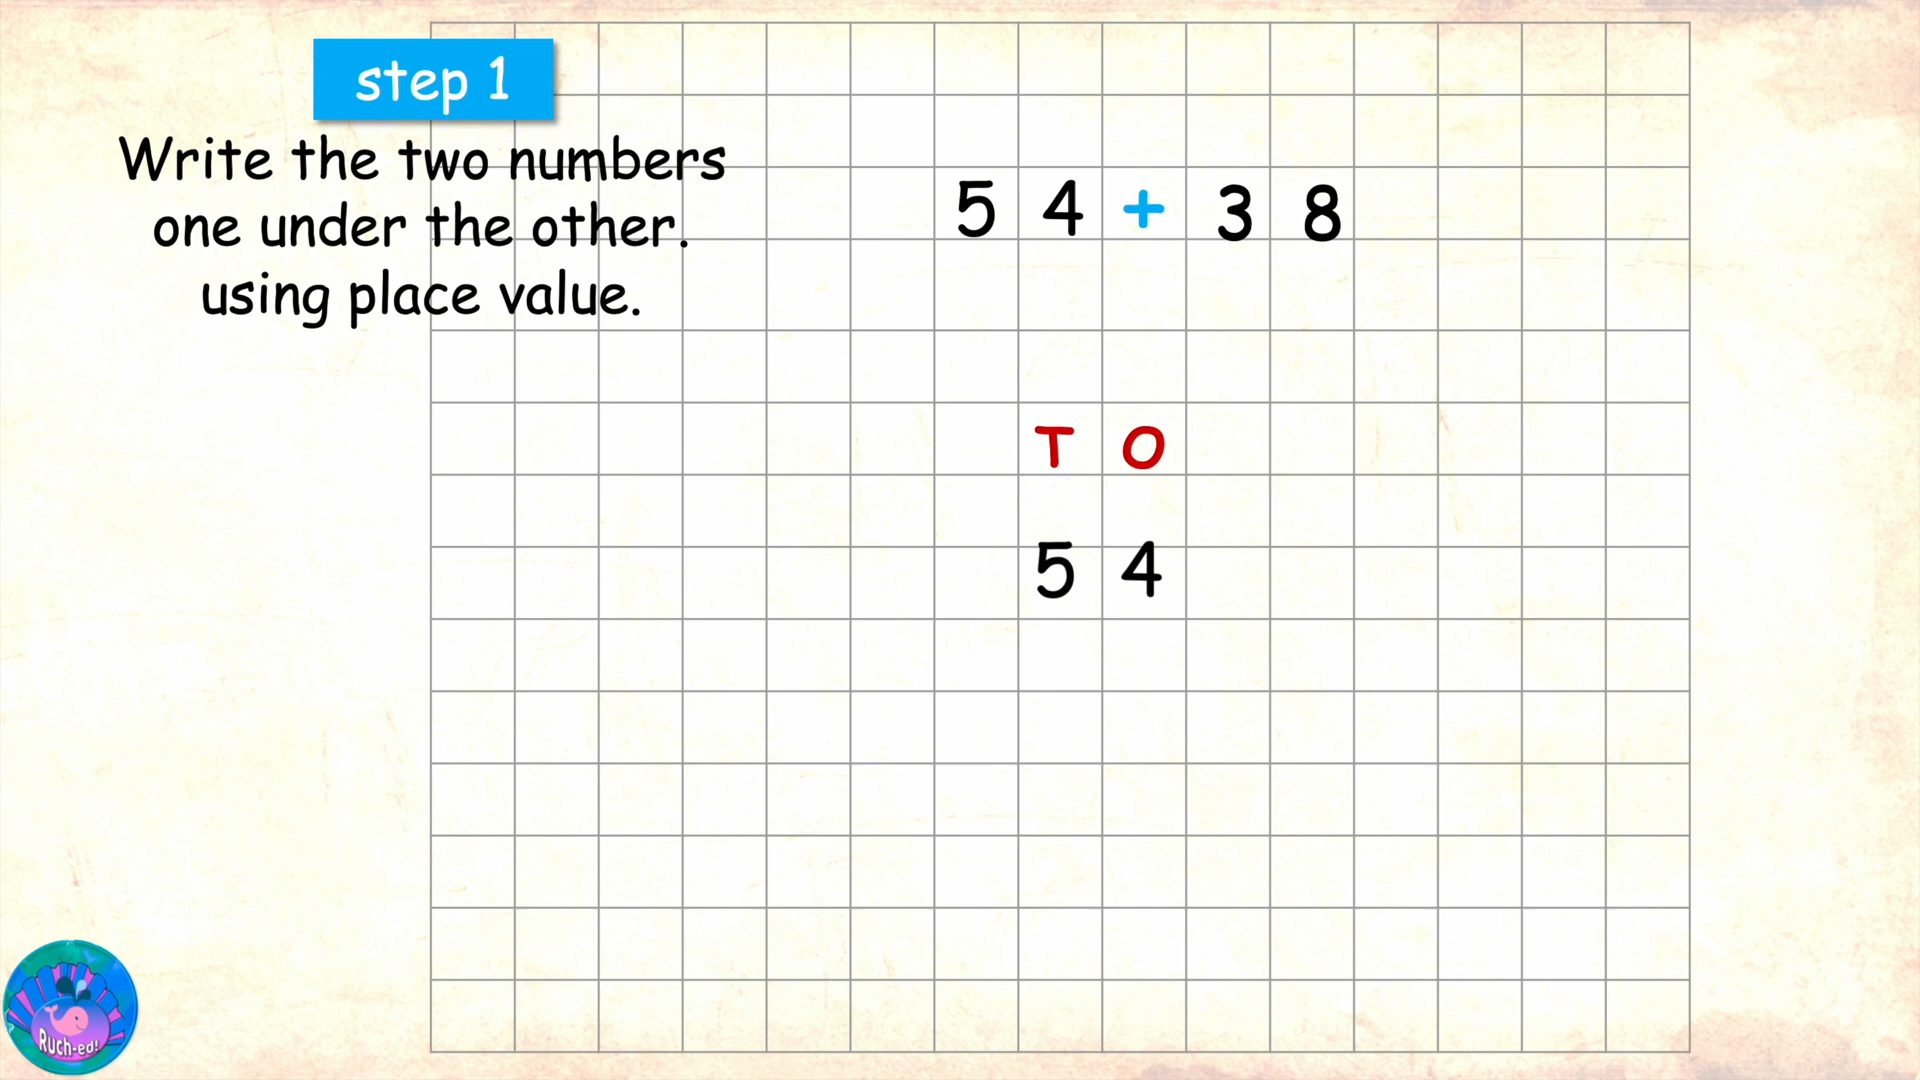 step 1
Write the two numbers
one under the other.
using place value.
5 4 + 3 8
T O
5 4
Ruch-ed!